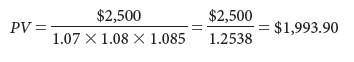 PV = $2,500 / 1.07 × 1.08 × 1.085 = $2,500 / 1.2538 = $1,993.90